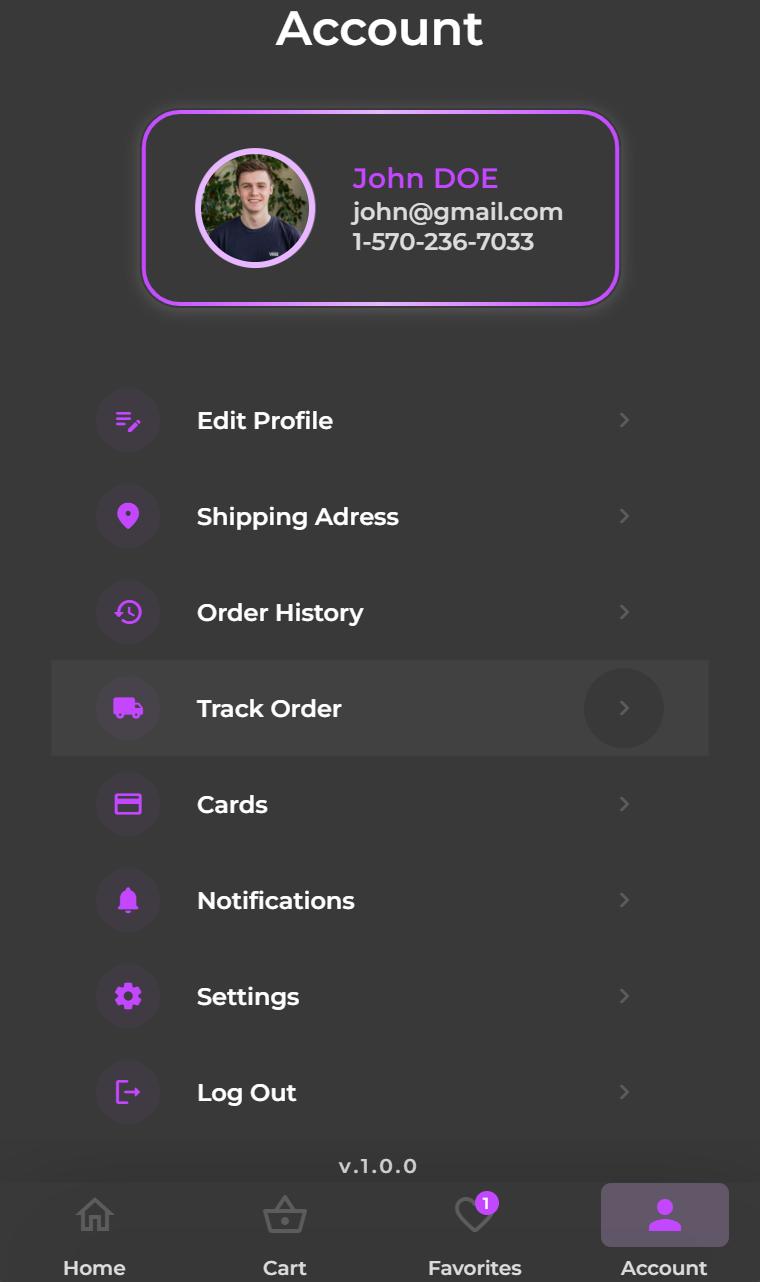 Account
John DOE
john@gmail.com
1-570-236-7033
Edit Profile
Shipping Adress
Order History
Track Order
Cards
Notifications
Settings
Log Out
v.1.0.0
1
Home
Cart
Favorites
Account